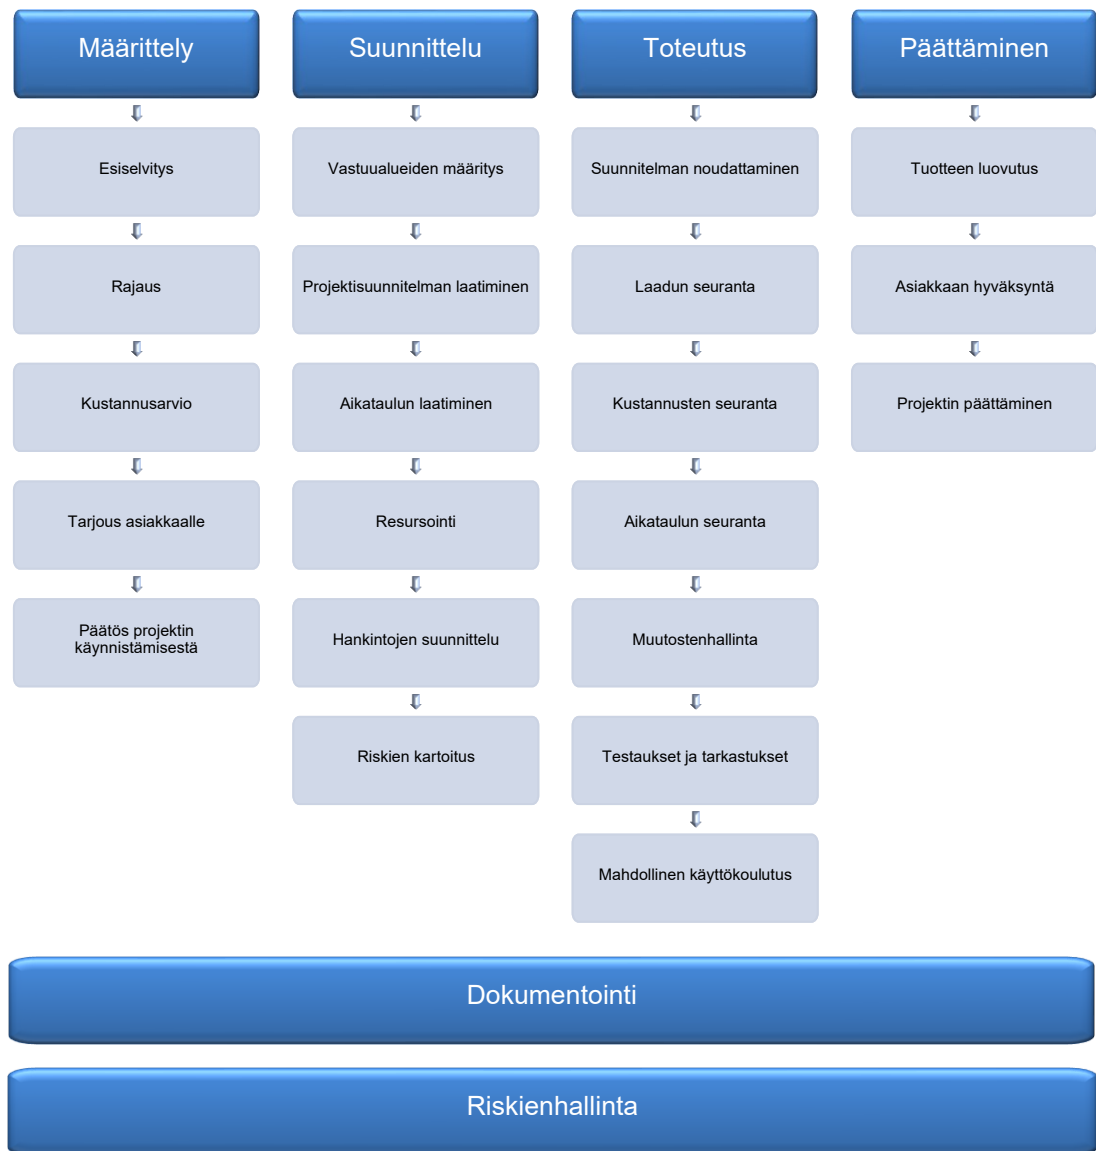 Määrittely
Esiselvitys
Rajaus
Kustannusarvio
Tarjous asiakkaalle
Päätös projektin
käynnistämisestä
Suunnittelu
Vastuualueiden määritys
Projektisuunnitelman laatiminen
Aikataulun laatiminen
Resursointi
Hankintojen suunnittelu
Riskien kartoitus
Toteutus
Suunnitelman noudattaminen
Laadun seuranta
Kustannusten seuranta
Aikataulun seuranta
Muutostenhallinta
Testaukset ja tarkastukset
Mahdollinen käyttökoulutus
Päättäminen
Tuotteen luovutus
Asiakkaan hyväksyntä
Projektin päättäminen
Dokumentointi
Riskienhallinta